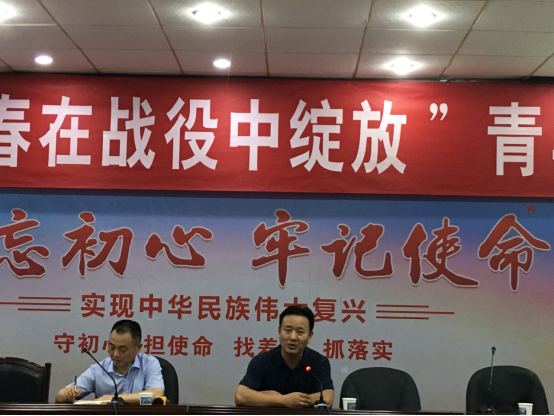 春在战役中绽放”青
忘初心 牢记使命
实现中华民族伟大复兴
守初心 担使命 找差 抓落实